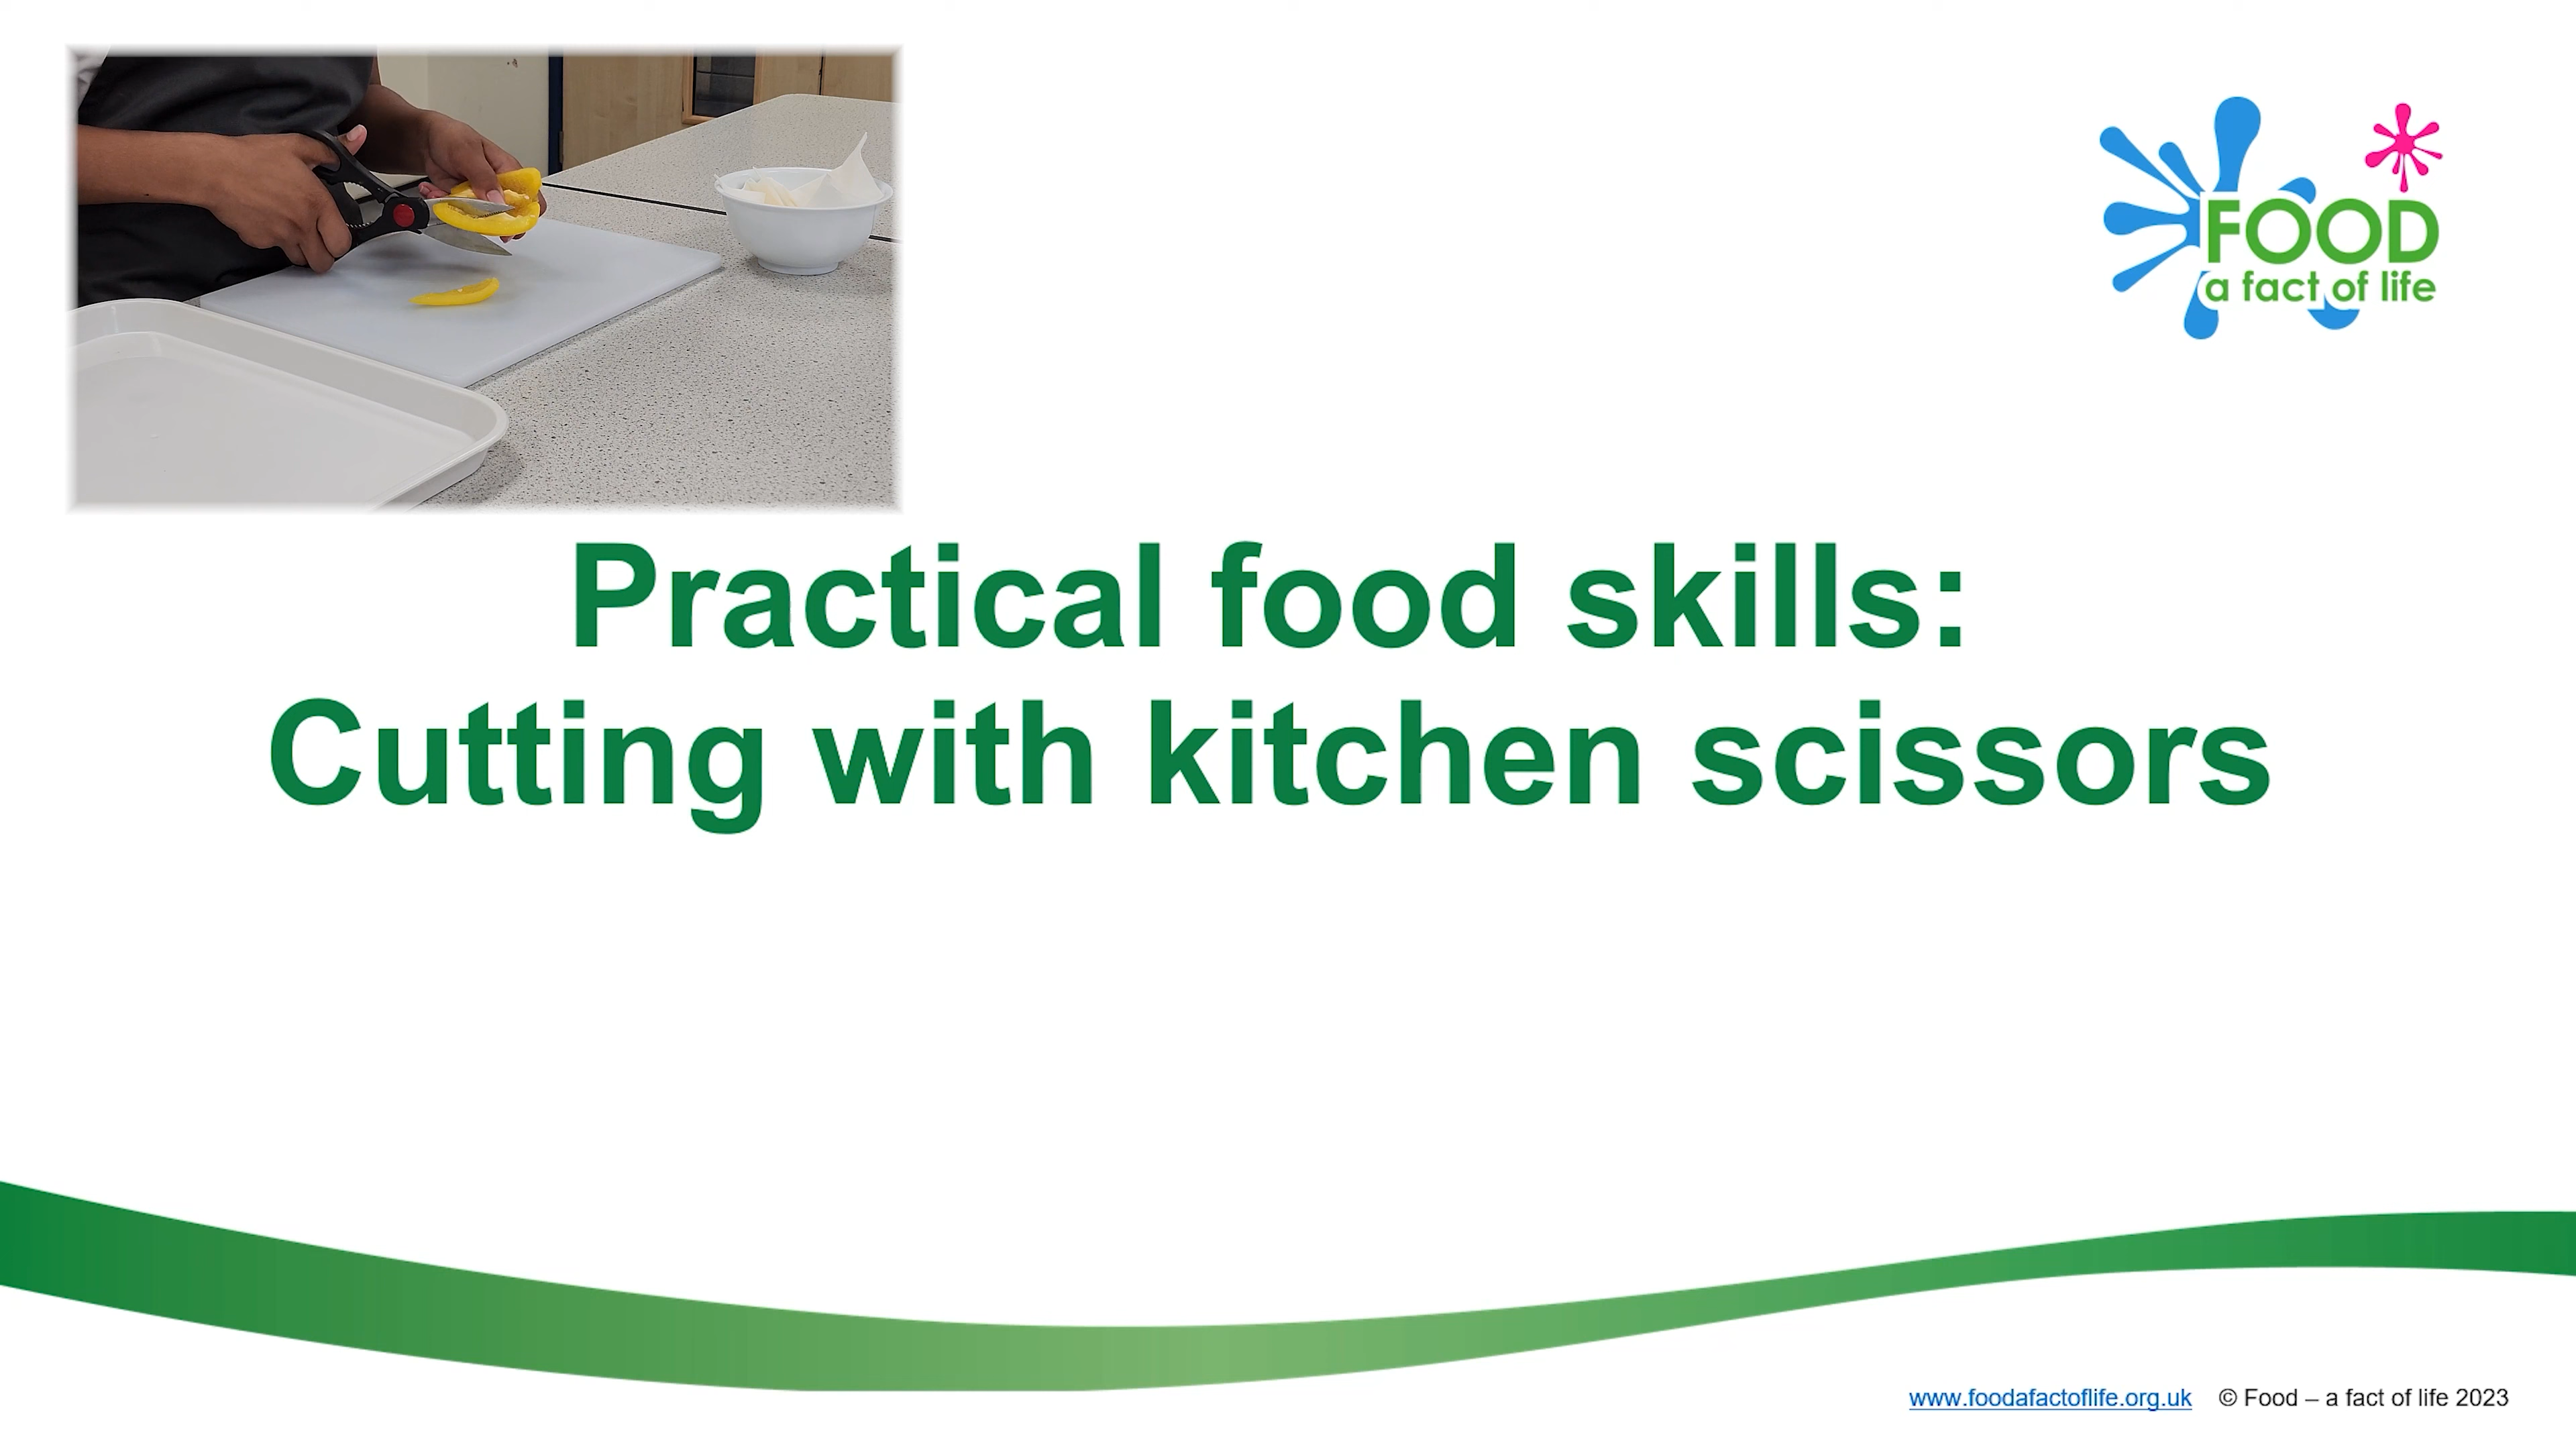 FOOD
a fact of life
Practical food skills:
Cutting with kitchen scissors
www.foodafactoflife.org.uk © Food – a fact of life 2023